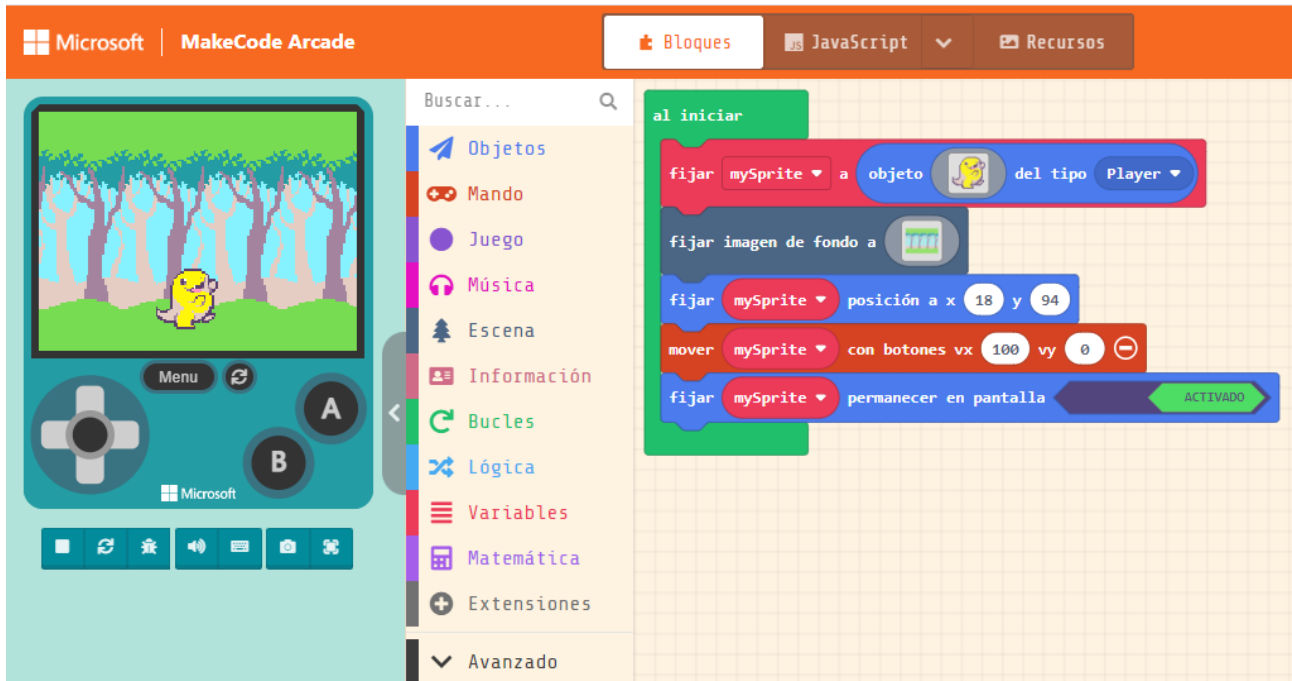 Microsoft | MakeCode Arcade
Bloques
JS JavaScript
Recursos
Menu
A
B
Microsoft
Buscar...
Objetos
Mando
Juego
Música
Escena
Información
Bucles
Lógica
Variables
Matemática
Extensiones
Avanzado
al iniciar
fijar mySprite a objeto del tipo Player
fijar imagen de fondo a
fijar mySprite posición a x 18 y 94
mover mySprite con botones vx 100 vy 0
fijar mySprite permanecer en pantalla ACTIVADO